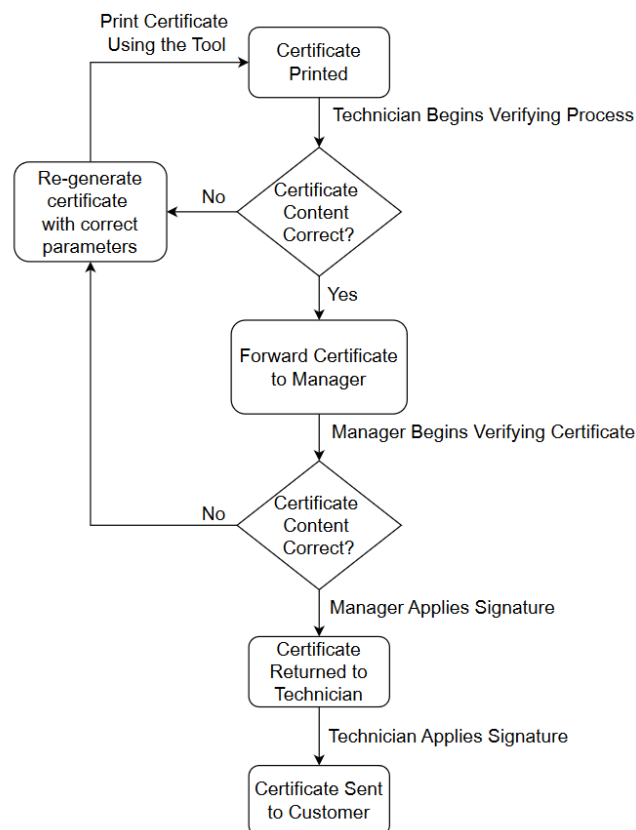 Print Certificate
Using the Tool
Certificate
Printed
Technician Begins Verifying Process
Re-generate
certificate
with correct
parameters
No
Certificate
Content
Correct?
Yes
Forward Certificate
to Manager
Manager Begins Verifying Certificate
No
Certificate
Content
Correct?
Manager Applies Signature
Certificate
Returned to
Technician
Technician Applies Signature
Certificate Sent
to Customer